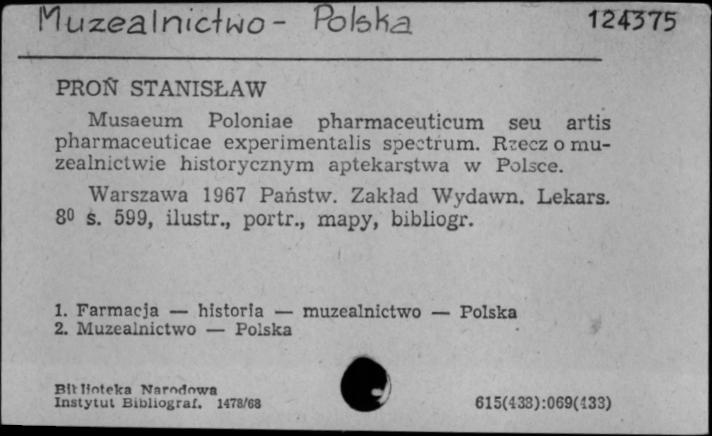 Muzealnictwo - Polska 124375
PROŃ STANISŁAW
Musaeum Poloniae pharmaceuticum seu artis
pharmaceuticae experimentalis spectrum. Rzecz o mu-
zealnictwie historycznym aptekarstwa w Polsce.
Warszawa 1967 Państw. Zakład Wydawn. Lekars.
8⁰ s. 599, ilustr., portr., mapy, bibliogr.
1. Farmacja — historia — muzealnictwo — Polska
2. Muzealnictwo — Polska
Biblioteka Narodowa
Instytut Bibliograf. 1478/68 615(438):069(433)